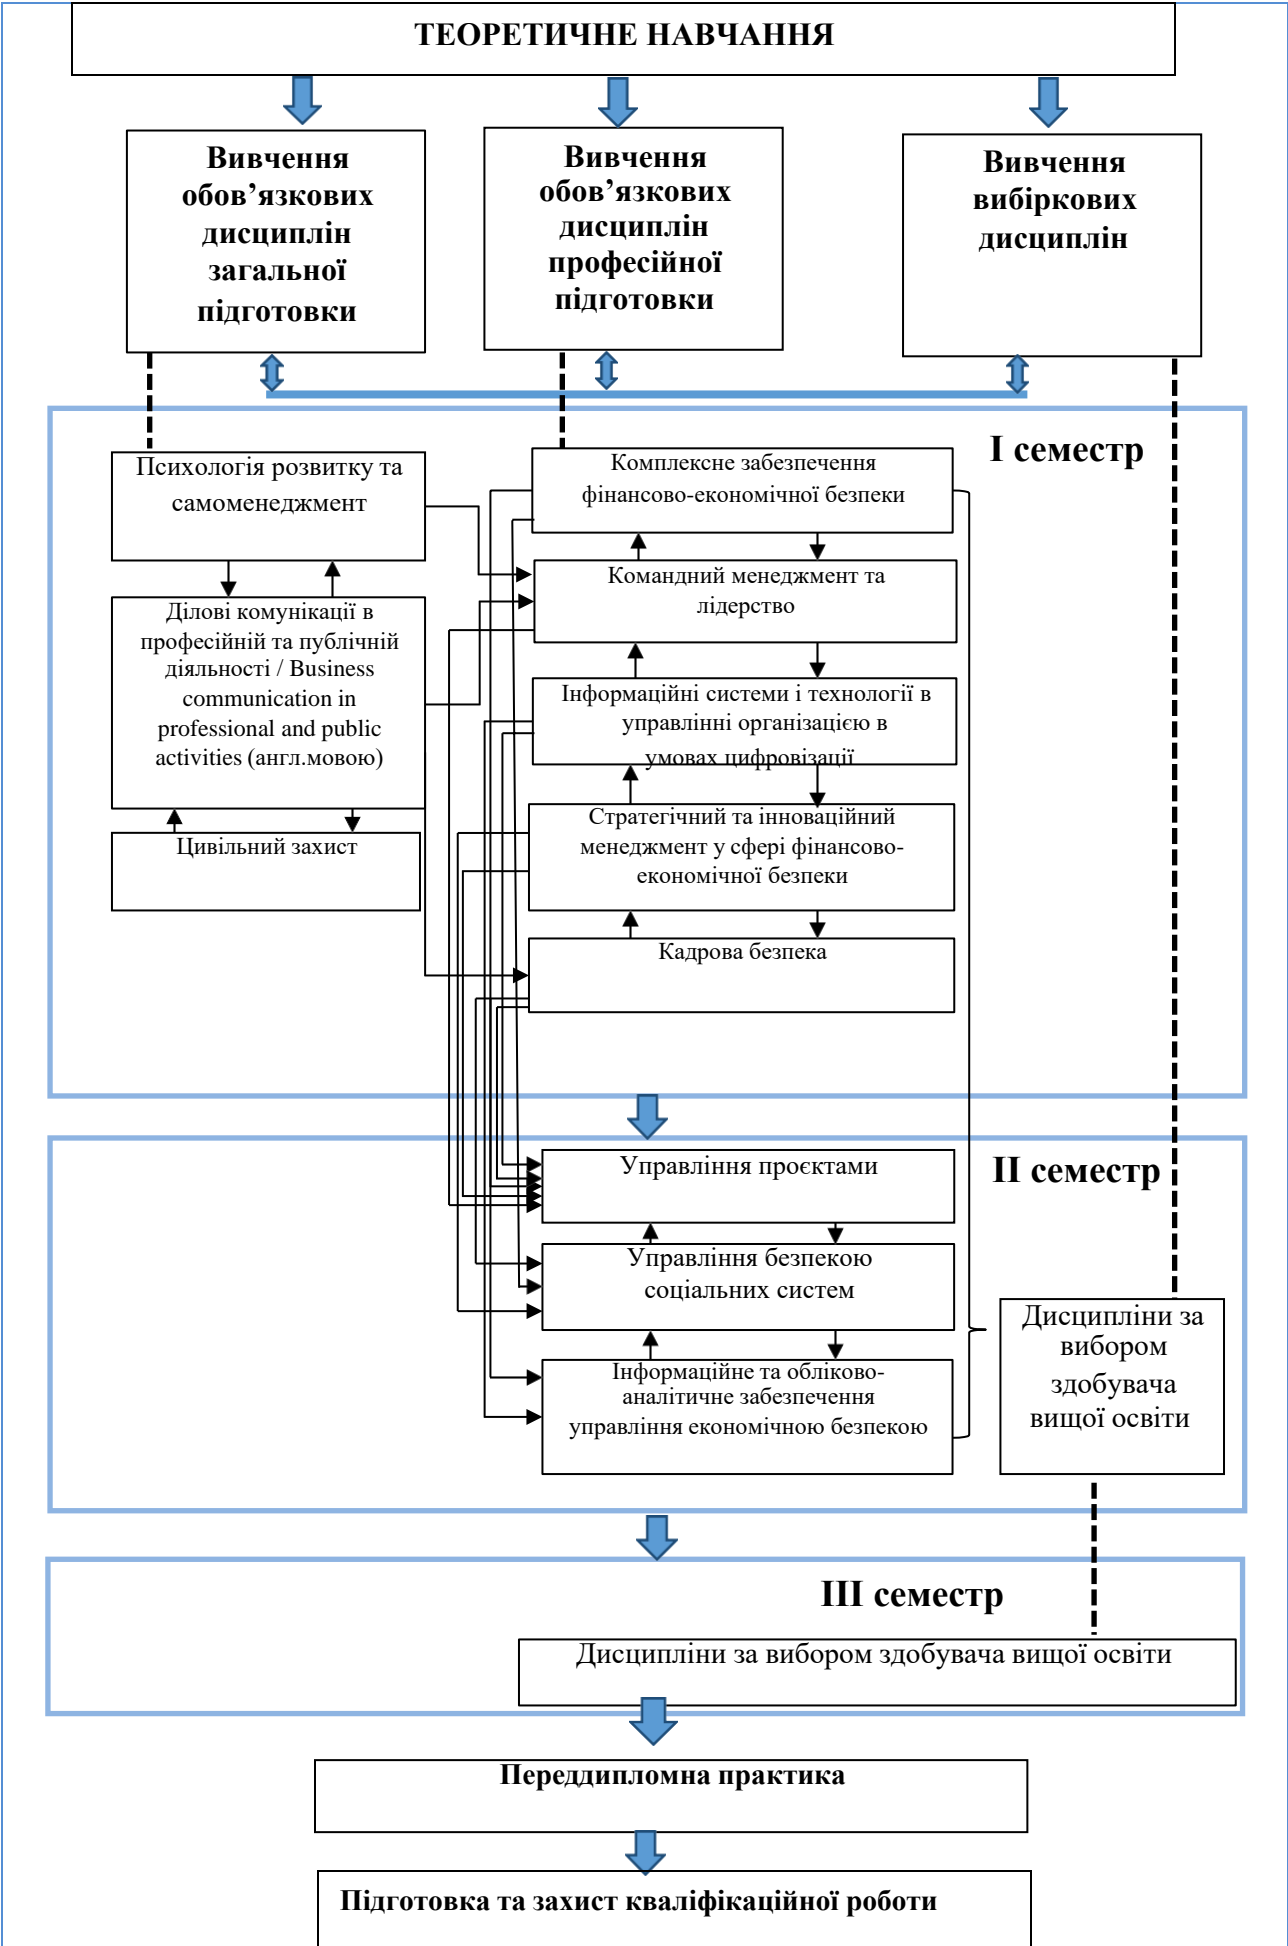 ТЕОРЕТИЧНЕ НАВЧАННЯ
Вивчення
обов’язкових
дисциплін
загальної
підготовки
Вивчення
обов’язкових
дисциплін
професійної
підготовки
Вивчення
вибіркових
дисциплін
І семестр
Психологія розвитку та
самоменеджмент
Ділові комунікації в
професійній та публічній
діяльності / Business
communication in
professional and public
activities (англ.мовою)
Цивільний захист
Комплексне забезпечення
фінансово-економічної безпеки
Командний менеджмент та
лідерство
Інформаційні системи і технології в
управлінні організацією в
умовах цифровізації
Стратегічний та інноваційний
менеджмент у сфері фінансово-
економічної безпеки
Кадрова безпека
ІІ семестр
Управління проєктами
Управління безпекою
соціальних систем
Інформаційне та обліково-
аналітичне забезпечення
управління економічною безпекою
Дисципліни за
вибором
здобувача
вищої освіти
ІІІ семестр
Дисципліни за вибором здобувача вищої освіти
Переддипломна практика
Підготовка та захист кваліфікаційної роботи